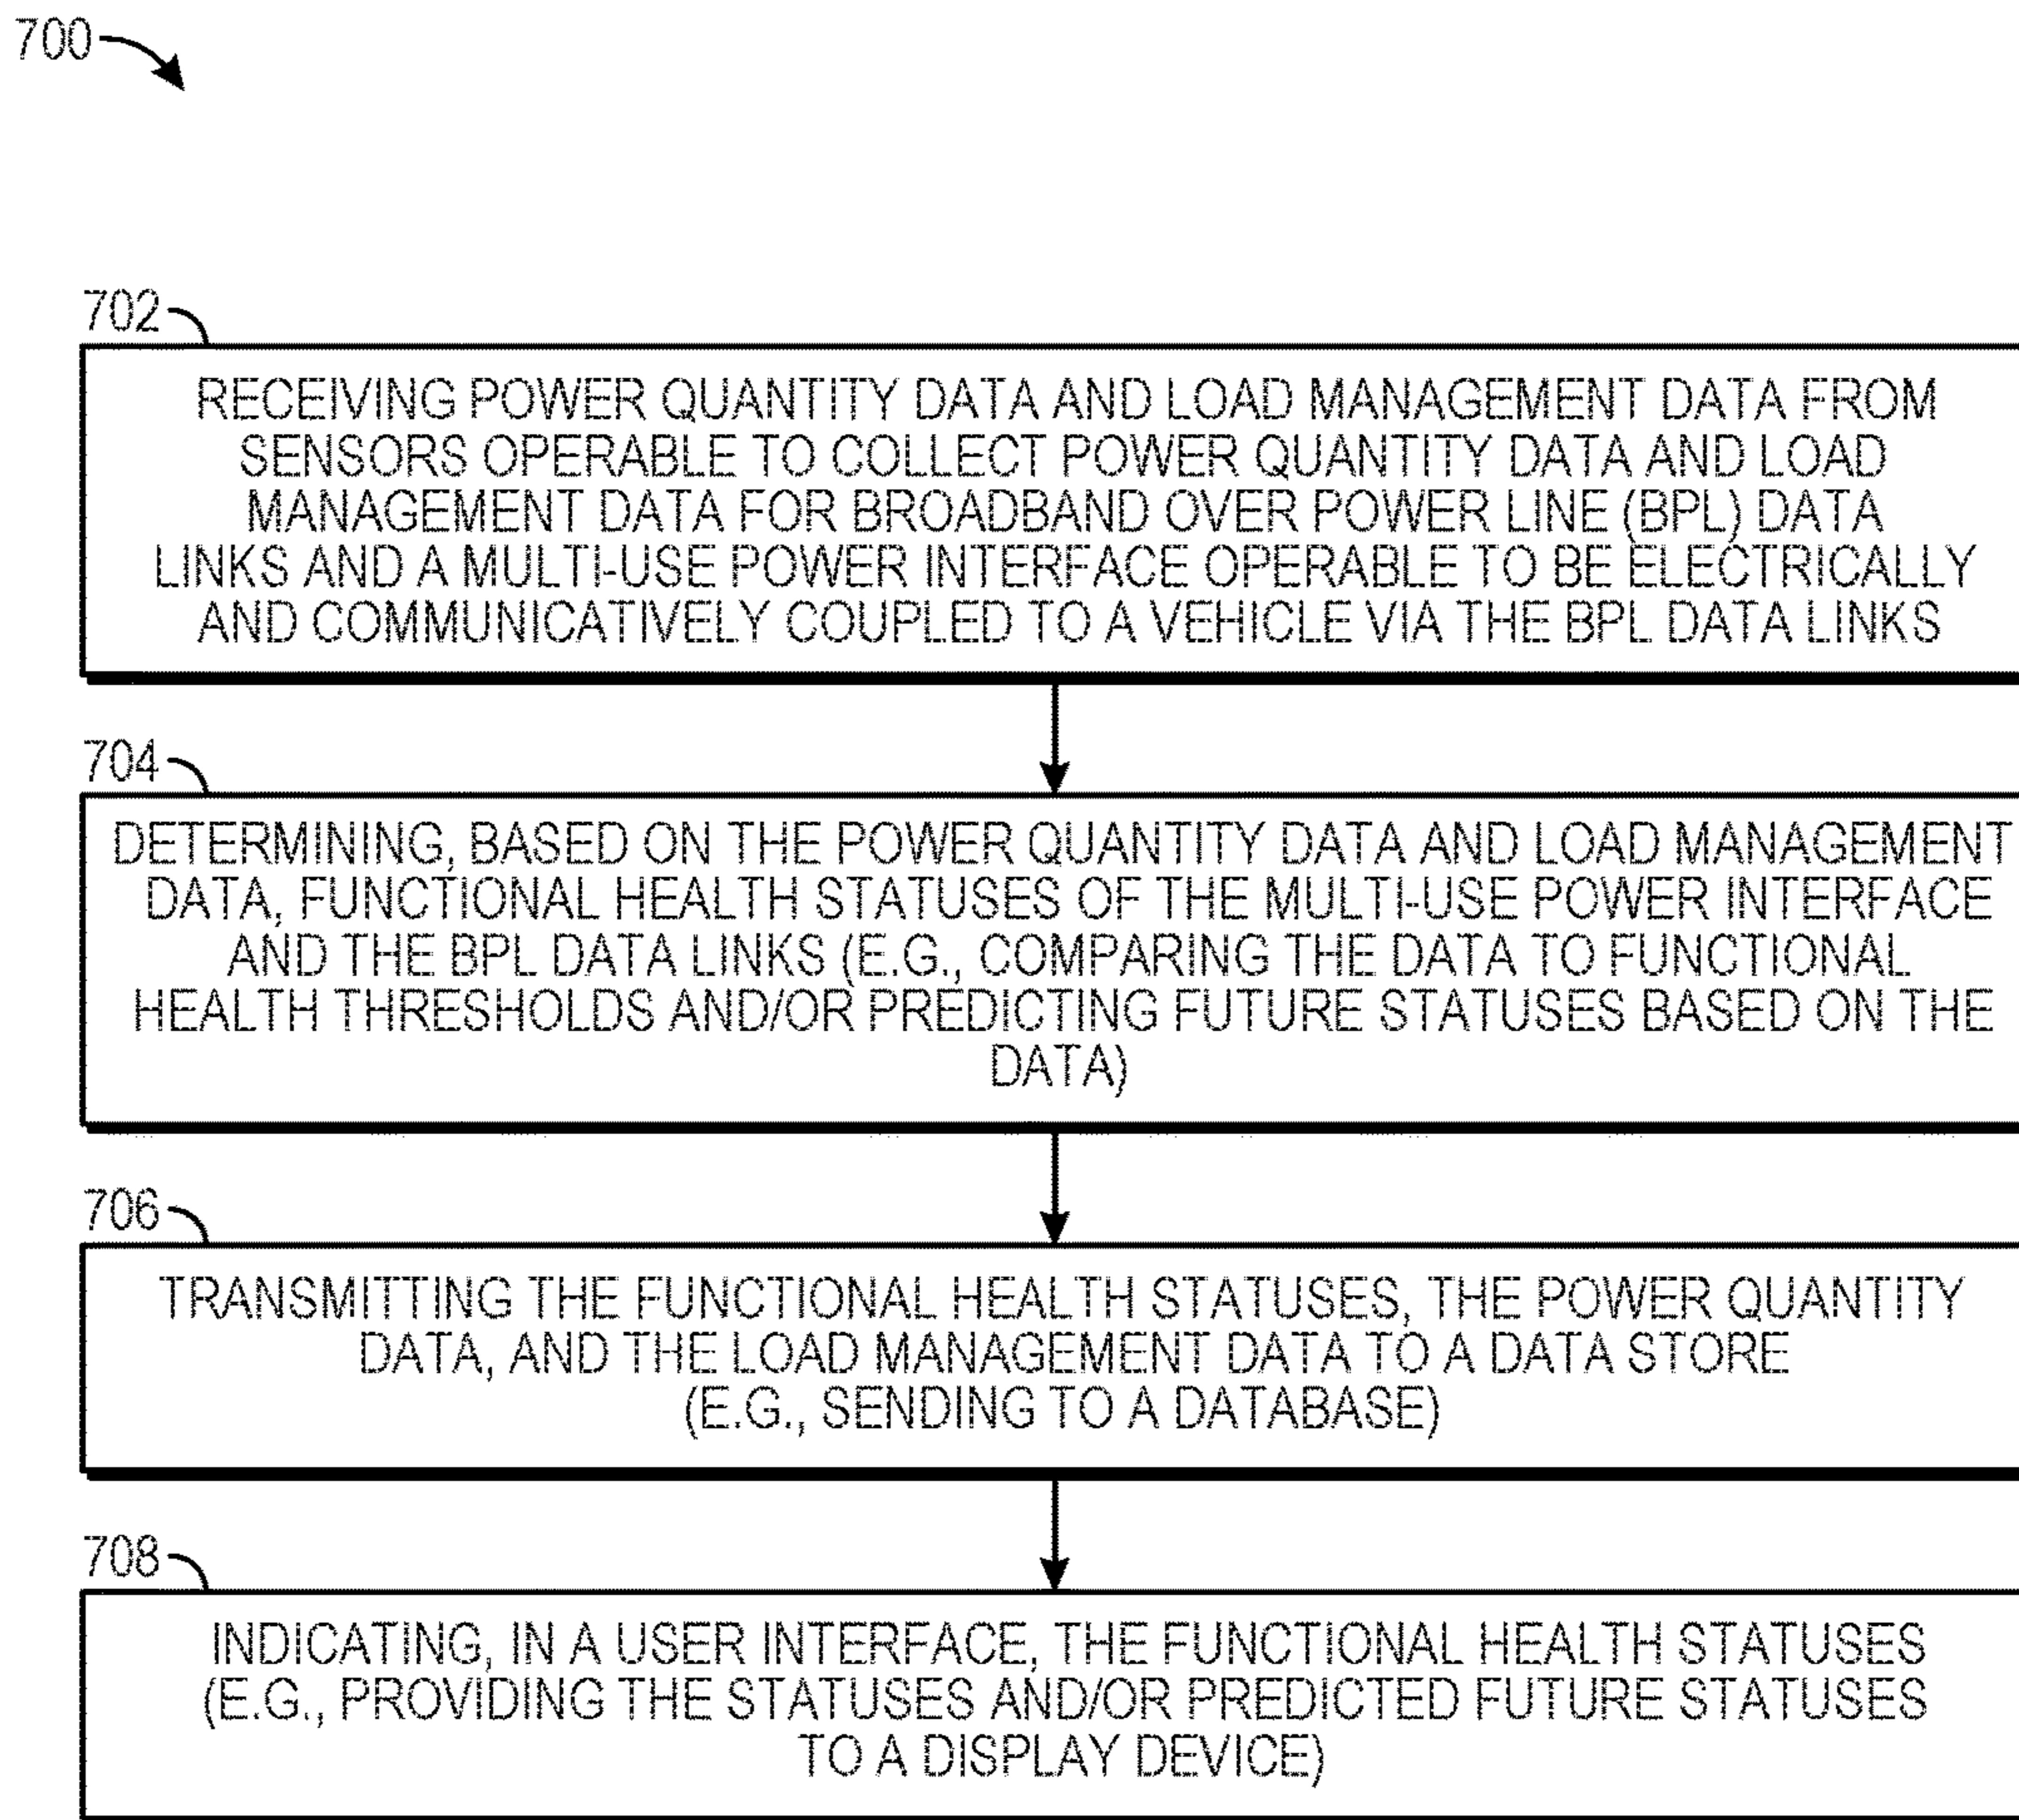 700
702
RECEIVING POWER QUANTITY DATA AND LOAD MANAGEMENT DATA FROM
SENSORS OPERABLE TO COLLECT POWER QUANTITY DATA AND LOAD
MANAGEMENT DATA FOR BROADBAND OVER POWER LINE (BPL) DATA
LINKS AND A MULTI-USE POWER INTERFACE OPERABLE TO BE ELECTRICALLY
AND COMMUNICATIVELY COUPLED TO A VEHICLE VIA THE BPL DATA LINKS
704
DETERMINING, BASED ON THE POWER QUANTITY DATA AND LOAD MANAGEMENT
DATA, FUNCTIONAL HEALTH STATUSES OF THE MULTI-USE POWER INTERFACE
AND THE BPL DATA LINKS (E.G., COMPARING THE DATA TO FUNCTIONAL
HEALTH THRESHOLDS AND/OR PREDICTING FUTURE STATUSES BASED ON THE
DATA)
706
TRANSMITTING THE FUNCTIONAL HEALTH STATUSES, THE POWER QUANTITY
DATA, AND THE LOAD MANAGEMENT DATA TO A DATA STORE
(E.G., SENDING TO A DATABASE)
708
INDICATING, IN A USER INTERFACE, THE FUNCTIONAL HEALTH STATUSES
(E.G., PROVIDING THE STATUSES AND/OR PREDICTED FUTURE STATUSES
TO A DISPLAY DEVICE)